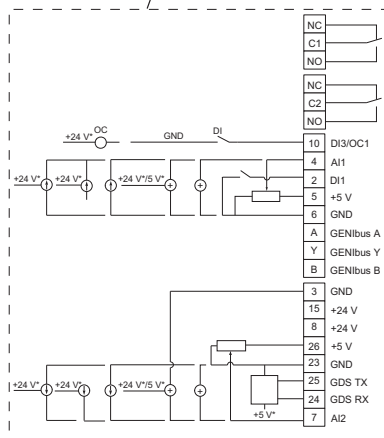 NC
C1
NO
NC
C2
NO
+24 V* OC GND DI 10 DI3/OC1
4 AI1
+24 V* +24 V* +24 V*/5 V* 2 DI1
5 +5 V
6 GND
A GENIbus A
Y GENIbus Y
B GENIbus B
3 GND
15 +24 V
8 +24 V
26 +5 V
23 GND
25 GDS TX
+24 V* +24 V* +24 V*/5 V* 24 GDS RX
+5 V* 7 AI2